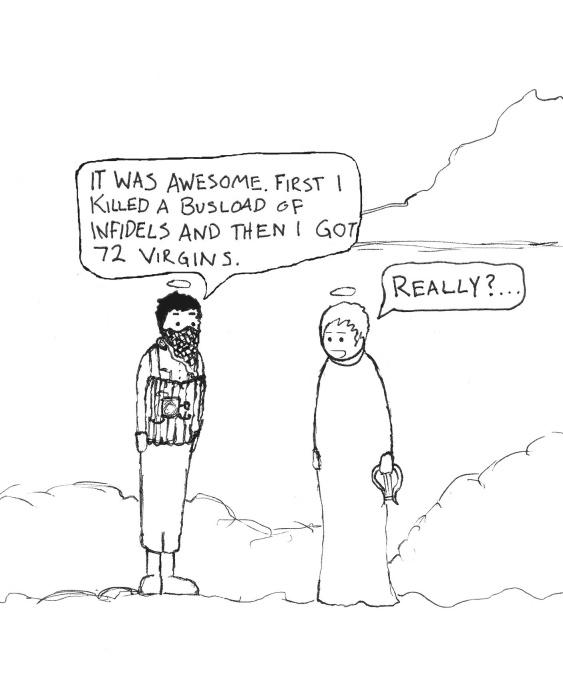 IT WAS AWESOME. FIRST I
KILLED A BUSLOAD OF
INFIDELS AND THEN I GOT
72 VIRGINS.
REALLY?...